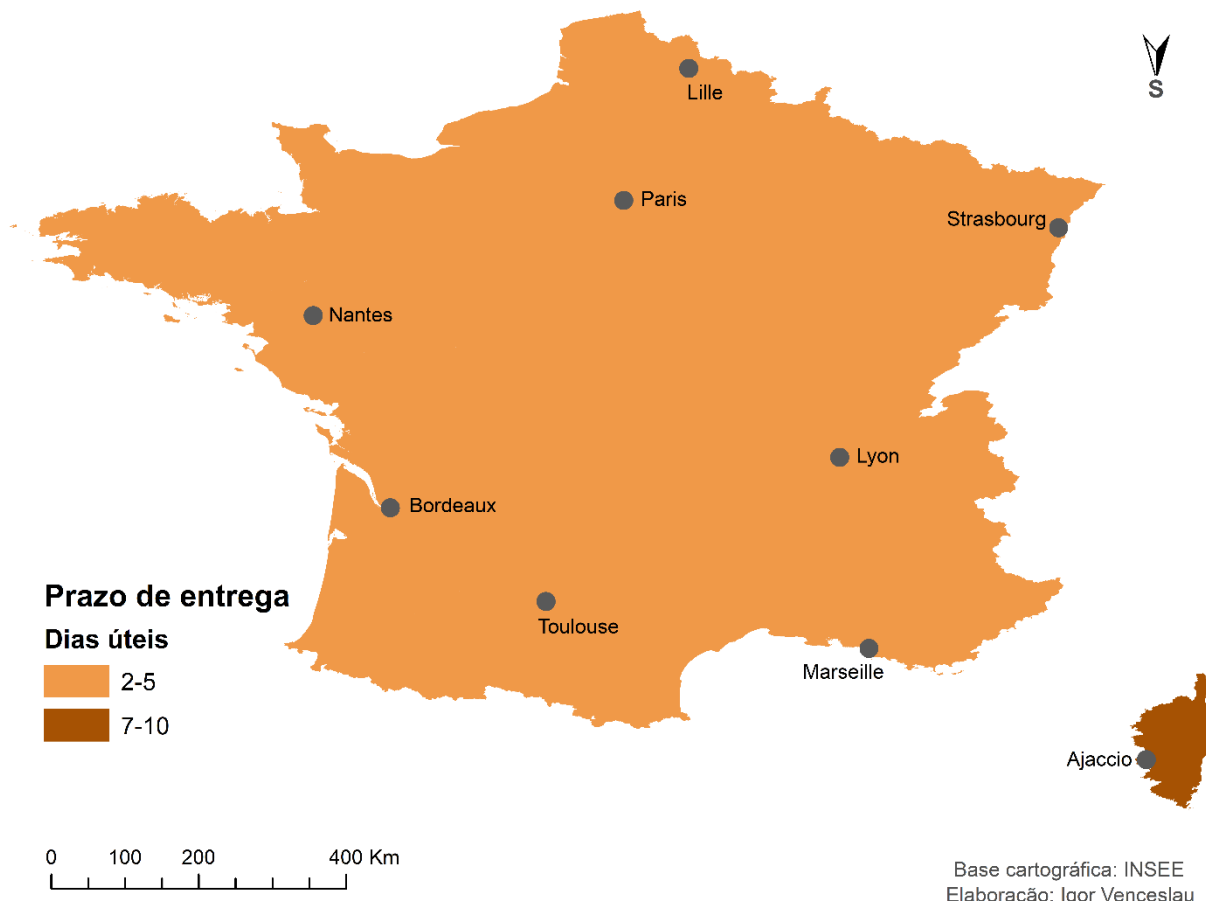 S
Lille
Paris
Strasbourg
Nantes
Lyon
Bordeaux
Prazo de entrega
Dias úteis
Toulouse
Marseille
2-5
7-10
Ajaccio
0 100 200 400 Km
Base cartográfica: INSEE
Elaboração: Igor Venceslau